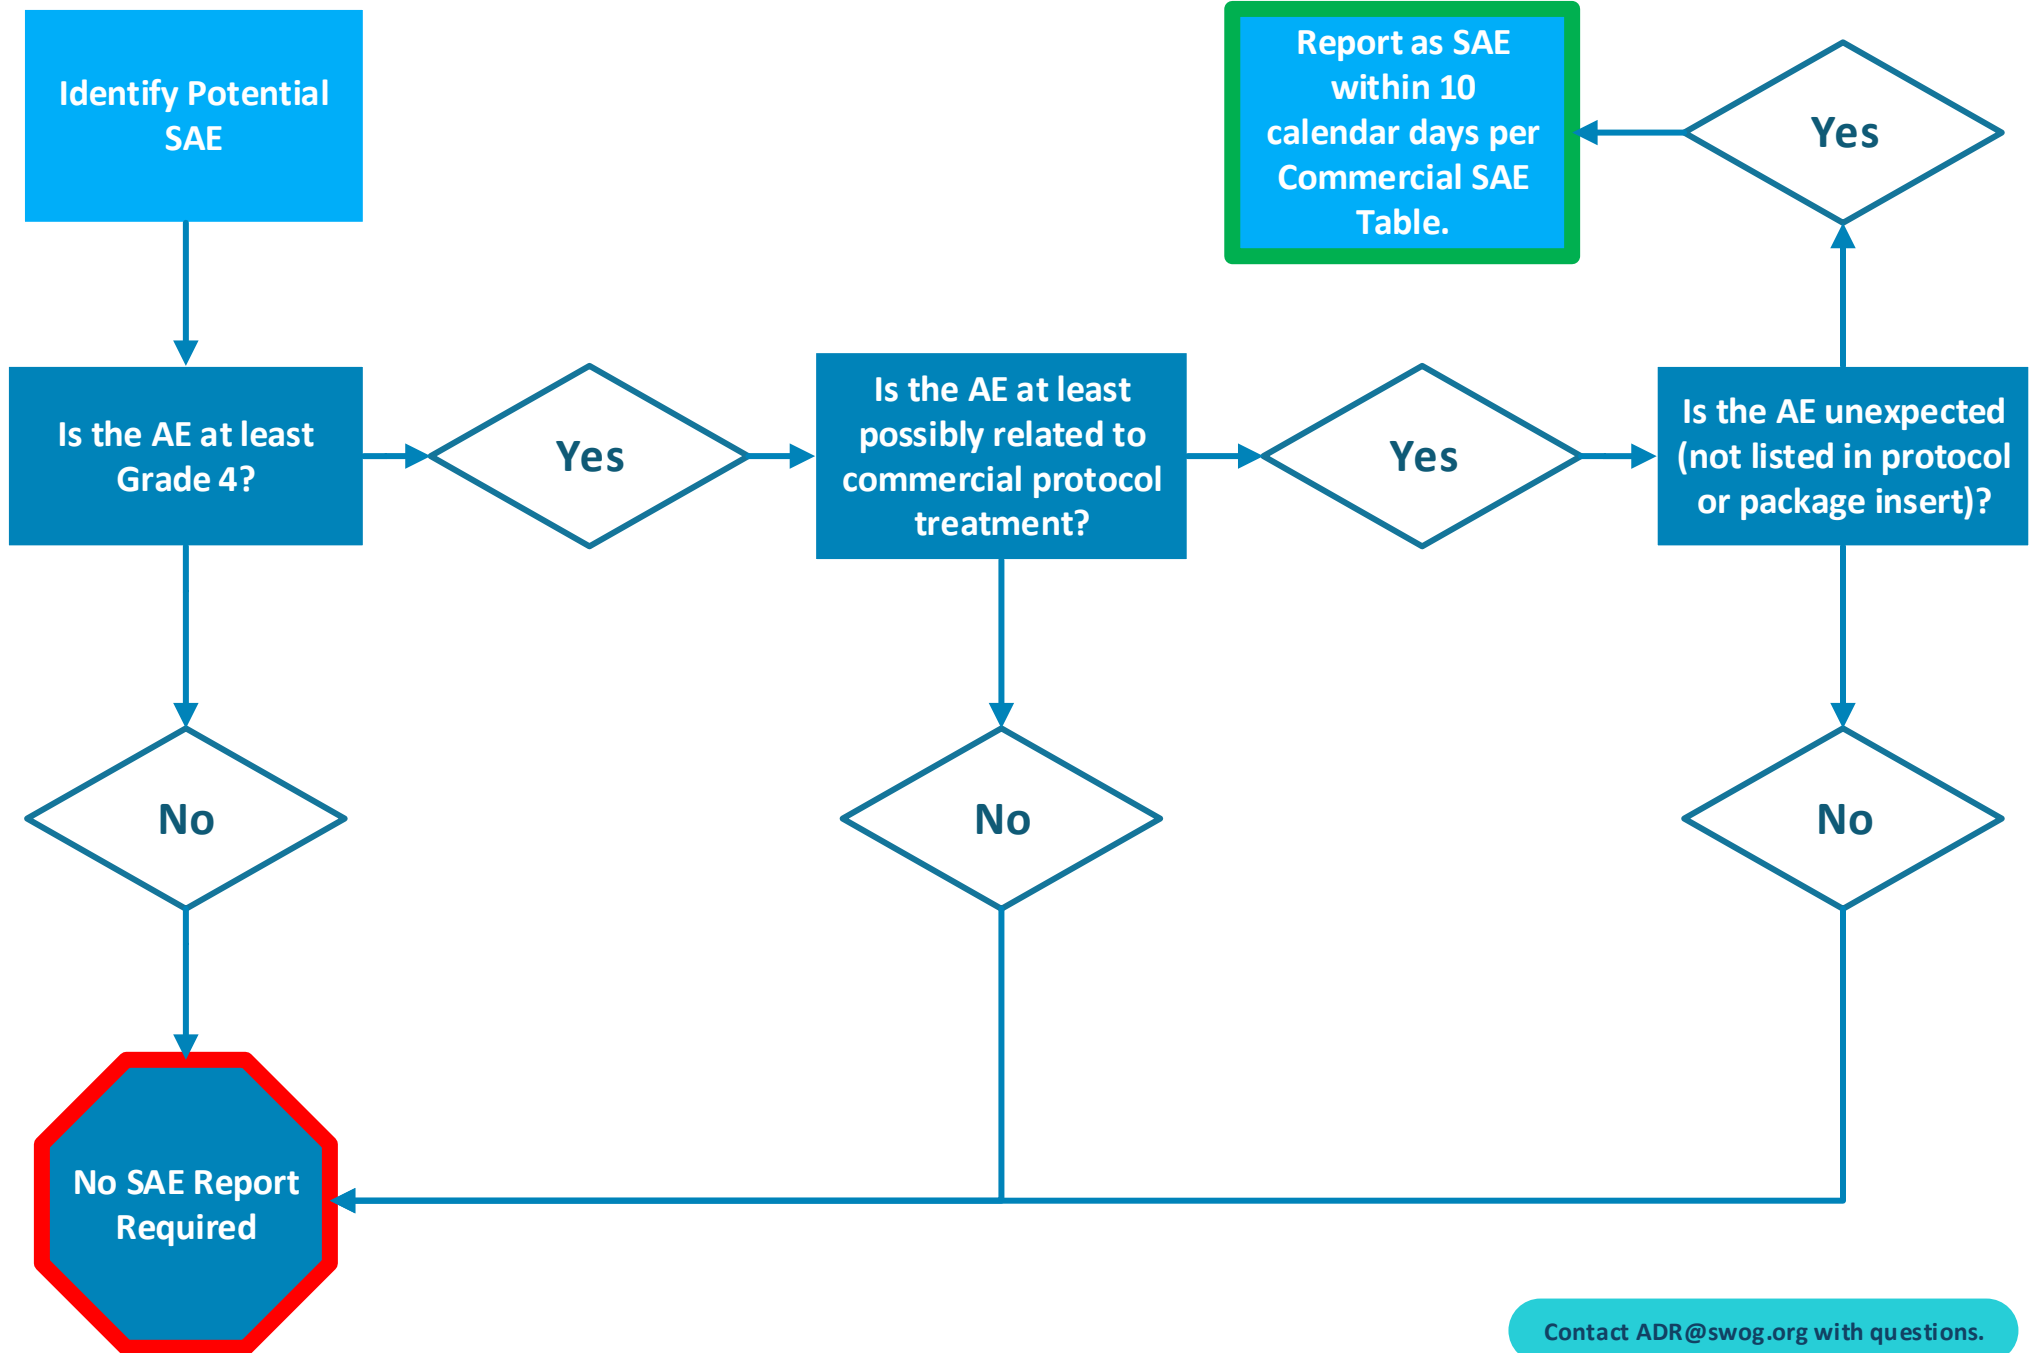 Identify Potential
SAE
Report as SAE
within 10
calendar days per
Commercial SAE
Table.
Yes
Is the AE at least
Grade 4?
Yes
Is the AE at least
possibly related to
commercial protocol
treatment?
Yes
Is the AE unexpected
(not listed in protocol
or package insert)?
No
No
No
No SAE Report
Required
Contact ADR@swog.org with questions.